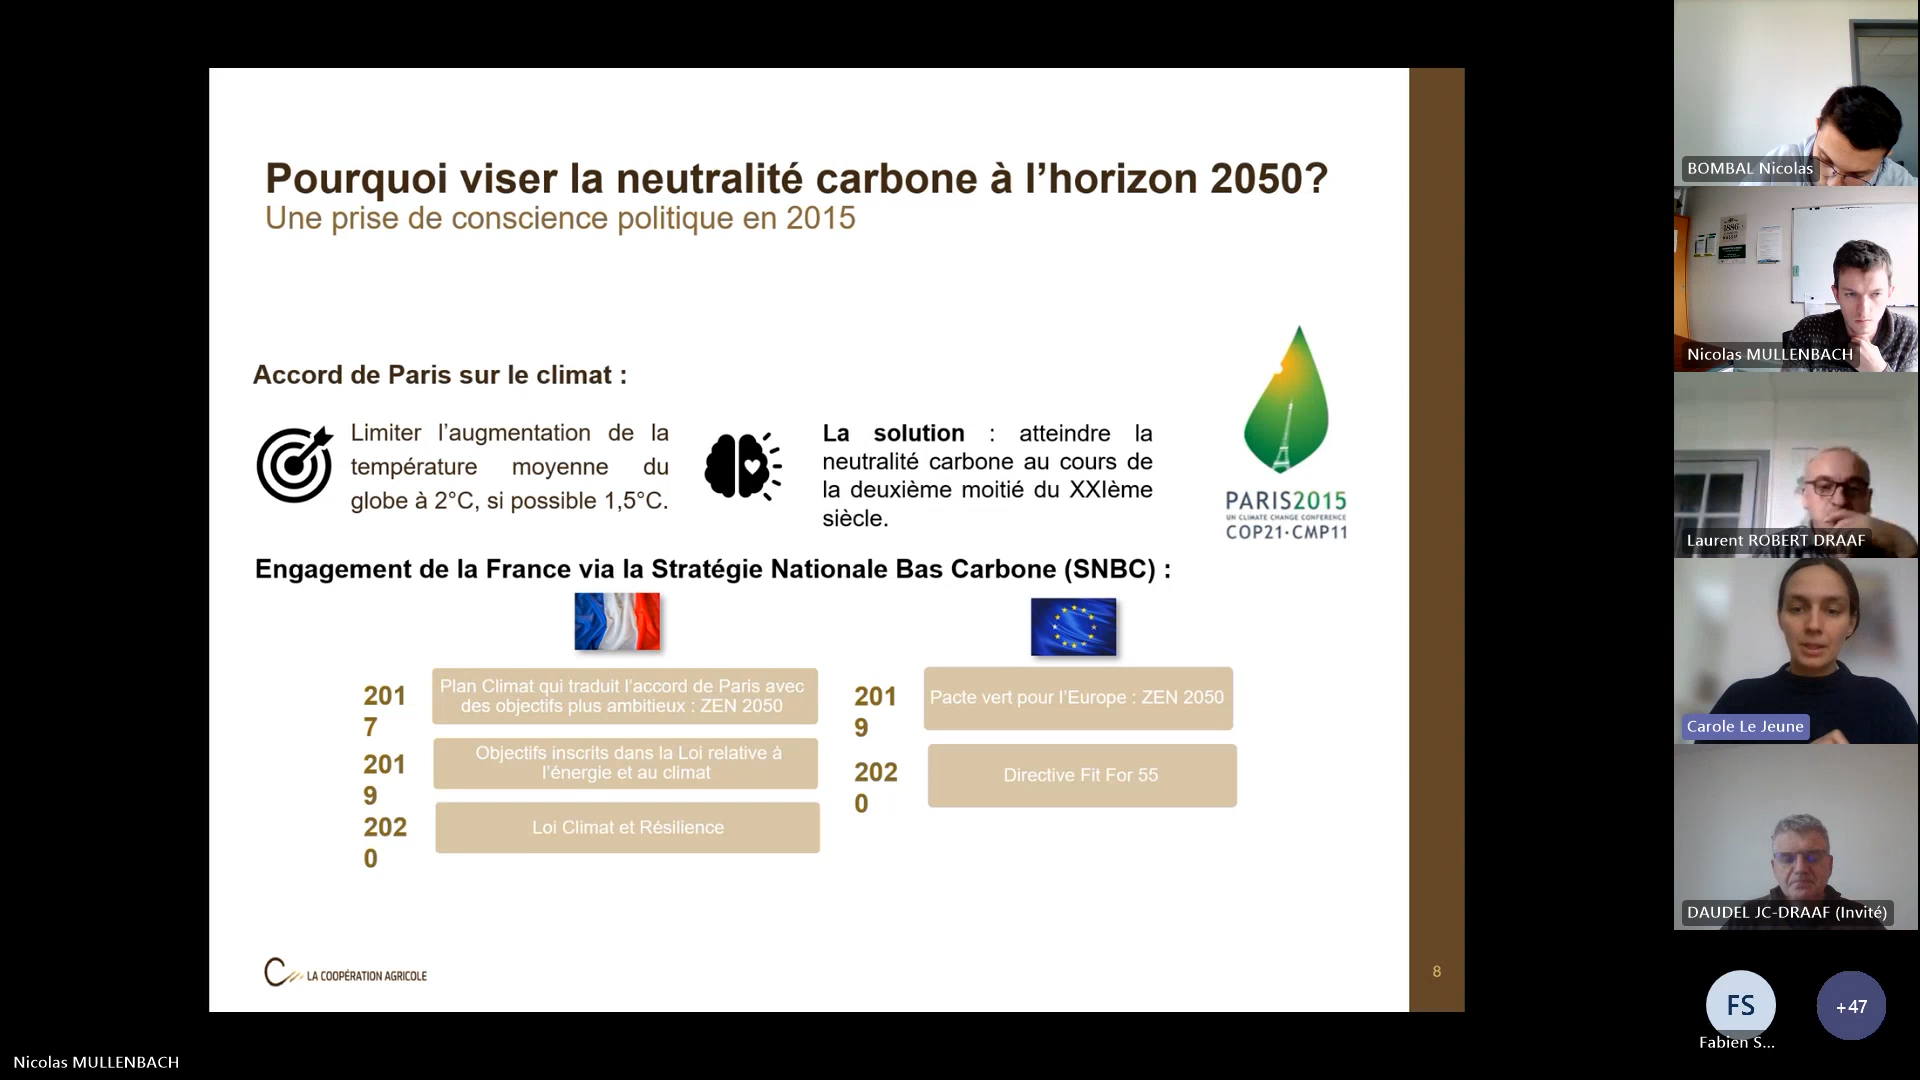 Pourquoi viser la neutralité carbone à l'horizon 2050?
Une prise de conscience politique en 2015
Accord de Paris sur le climat :
Limiter l'augmentation de la
température moyenne du
globe à 2°C, si possible 1,5°C.
La solution : atteindre la
neutralité carbone au cours de
la deuxième moitié du XXIème
siècle.
PARIS2015
UN CLIMATE CHANGE CONFERENCE
COP21·CMP11
Engagement de la France via la Stratégie Nationale Bas Carbone (SNBC) :
201
7
Plan Climat qui traduit l'accord de Paris avec
des objectifs plus ambitieux : ZEN 2050
201
9
Objectifs inscrits dans la Loi relative à
l'énergie et au climat
202
0
Loi Climat et Résilience
201
9
Pacte vert pour l'Europe : ZEN 2050
202
0
Directive Fit For 55
LA COOPÉRATION AGRICOLE
8
BOMBAL Nicolas
1886
Nicolas MULLENBACH
Laurent ROBERT DRAAF
Carole Le Jeune
DAUDEL JC-DRAAF (Invité)
FS
+47
Fabien S...
Nicolas MULLENBACH